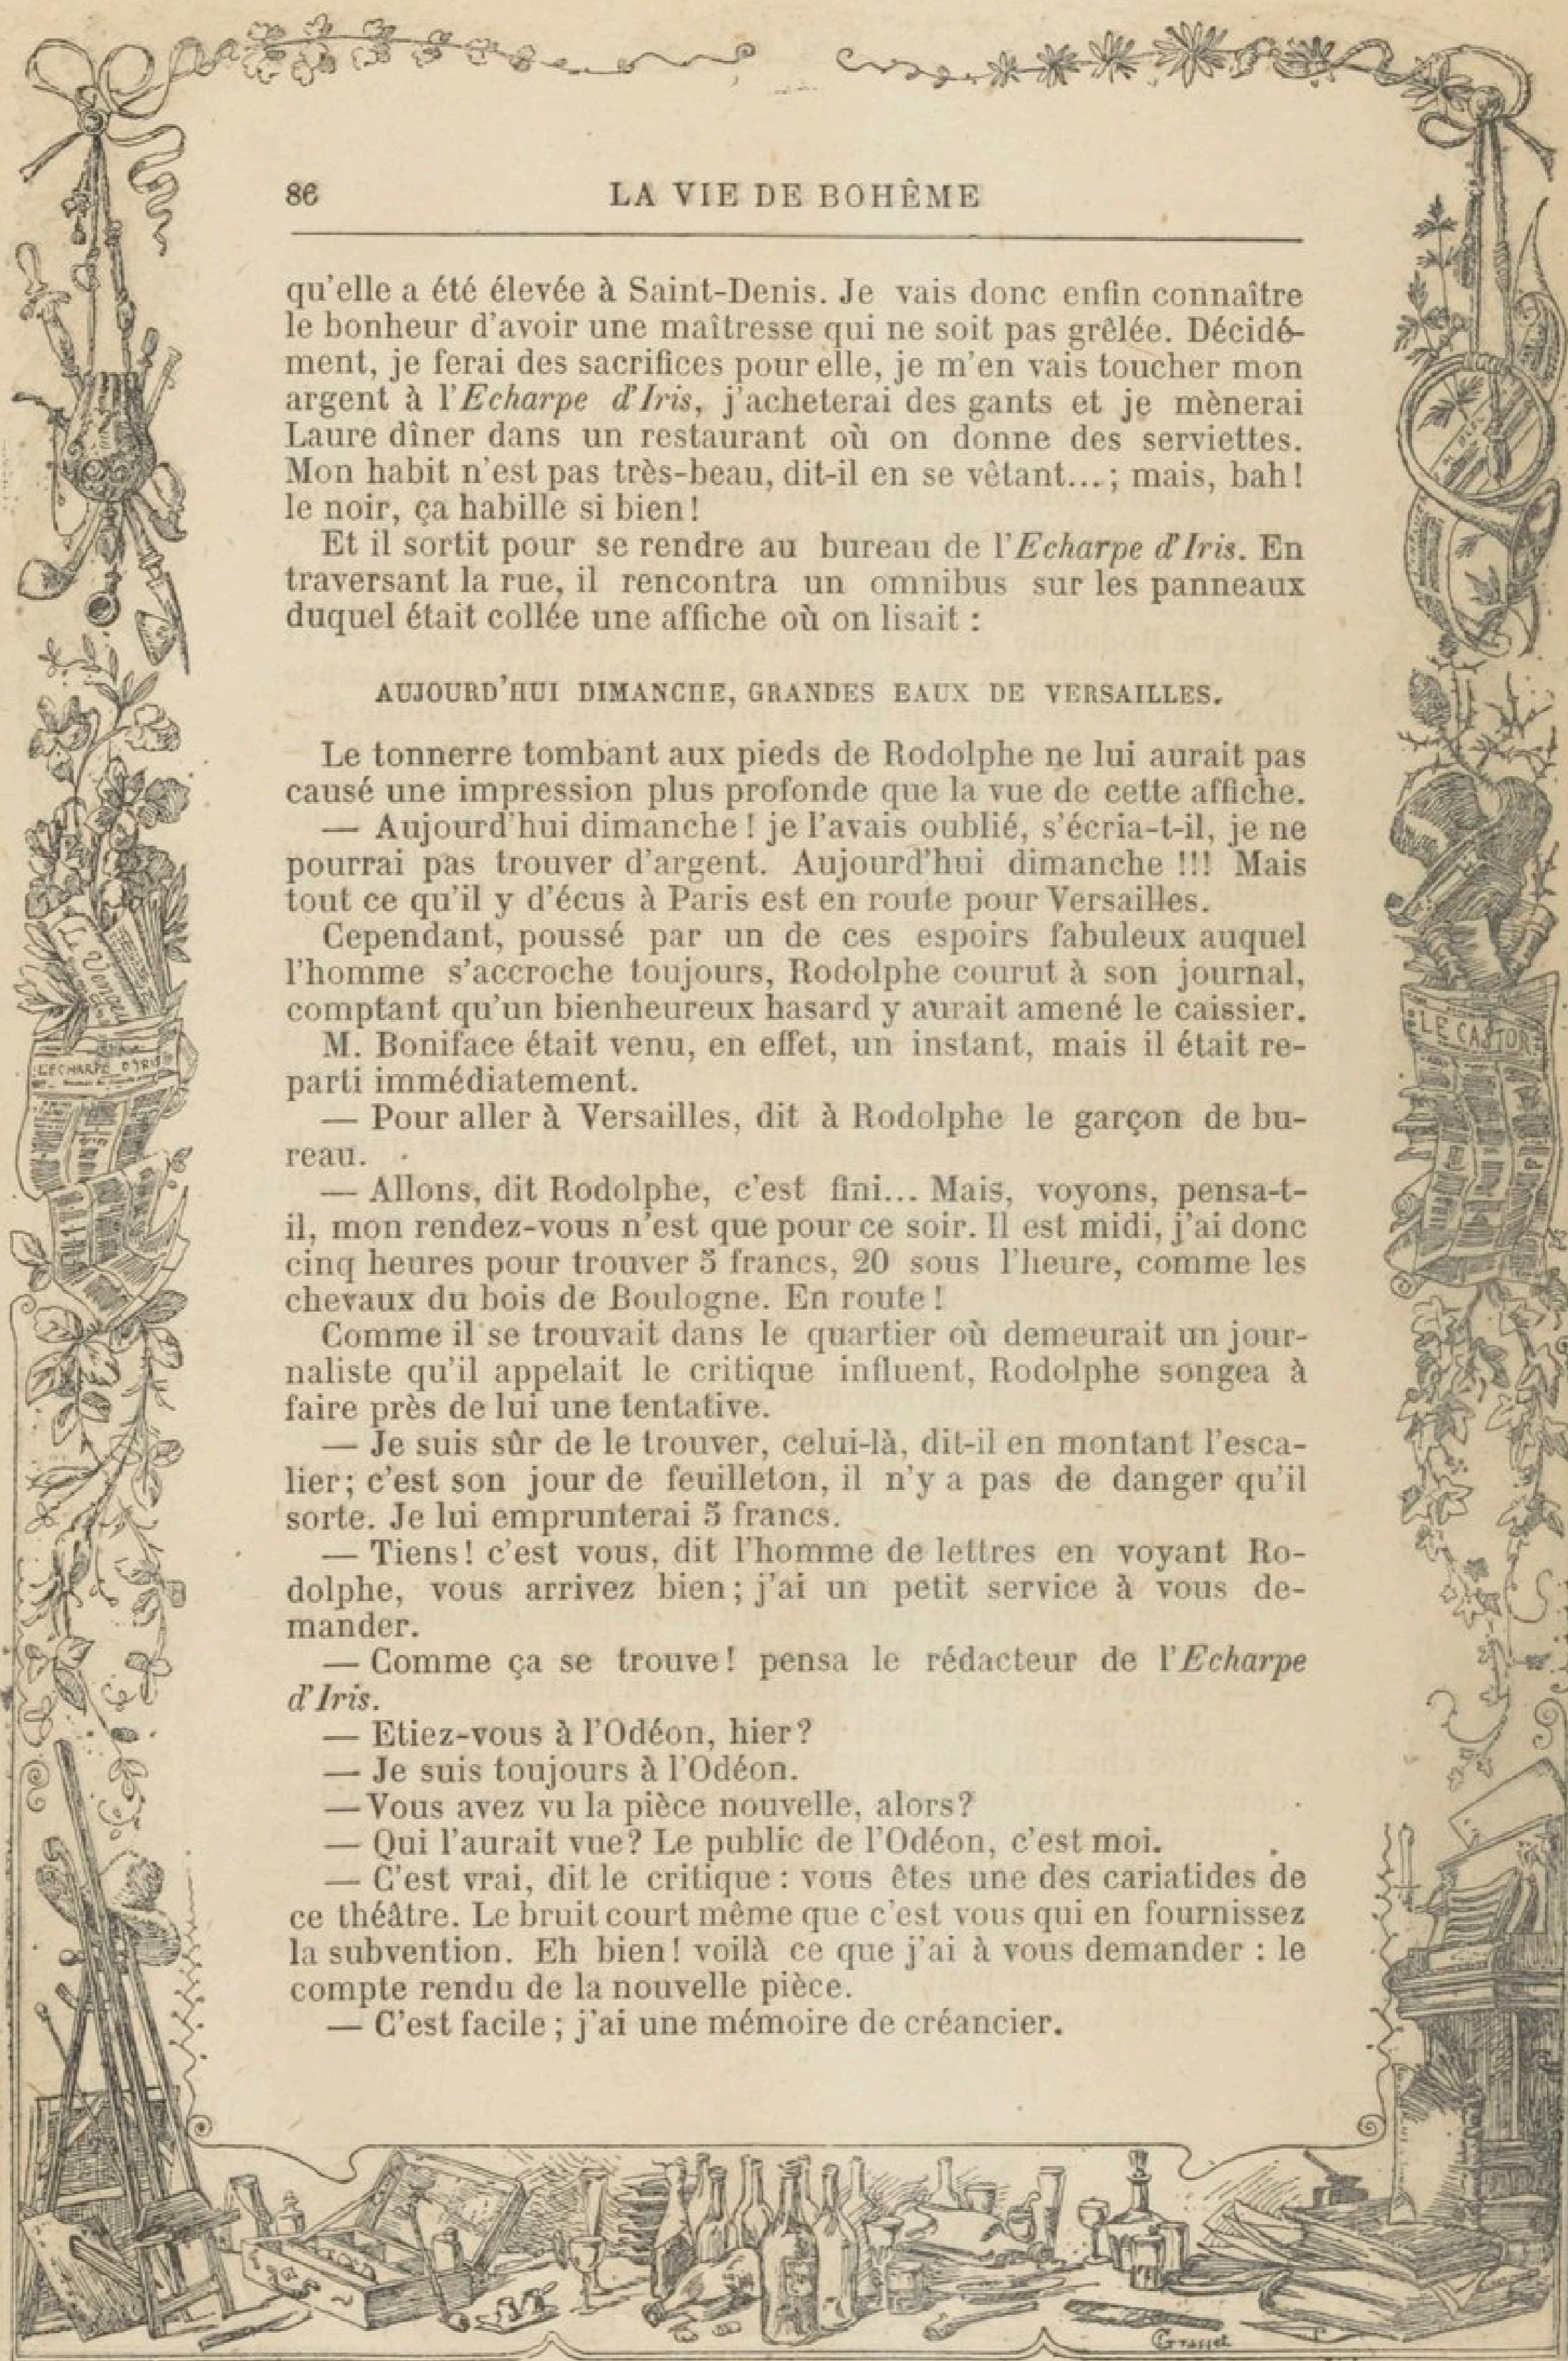 86 LA VIE DE BOHÊME
qu'elle a été élevée à Saint-Denis. Je vais donc enfin connaître
le bonheur d'avoir une maîtresse qui ne soit pas grêlée. Décidé-
ment, je ferai des sacrifices pour elle, je m'en vais toucher mon
argent à l'Echarpe d'Iris, j'acheterai des gants et je mènerai
Laure dîner dans un restaurant où on donne des serviettes.
Mon habit n'est pas très-beau, dit-il en se vêtant...; mais, bah!
le noir, ça habille si bien!
Et il sortit pour se rendre au bureau de l'Echarpe d'Iris. En
traversant la rue, il rencontra un omnibus sur les panneaux
duquel était collée une affiche où on lisait :
AUJOURD'HUI DIMANCHE, GRANDES EAUX DE VERSAILLES.
Le tonnerre tombant aux pieds de Rodolphe ne lui aurait pas
causé une impression plus profonde que la vue de cette affiche.
— Aujourd'hui dimanche ! je l'avais oublié, s'écria-t-il, je ne
pourrai pas trouver d'argent. Aujourd'hui dimanche !!! Mais
tout ce qu'il y d'écus à Paris est en route pour Versailles.
Cependant, poussé par un de ces espoirs fabuleux auquel
l'homme s'accroche toujours, Rodolphe courut à son journal,
comptant qu'un bienheureux hasard y aurait amené le caissier.
M. Boniface était venu, en effet, un instant, mais il était re-
parti immédiatement.
— Pour aller à Versailles, dit à Rodolphe le garçon de bu-
reau.
— Allons, dit Rodolphe, c'est fini... Mais, voyons, pensa-t-
il, mon rendez-vous n'est que pour ce soir. Il est midi, j'ai donc
cinq heures pour trouver 5 francs, 20 sous l'heure, comme les
chevaux du bois de Boulogne. En route !
Comme il se trouvait dans le quartier où demeurait un jour-
naliste qu'il appelait le critique influent, Rodolphe songea à
faire près de lui une tentative.
— Je suis sûr de le trouver, celui-là, dit-il en montant l'esca-
lier; c'est son jour de feuilleton, il n'y a pas de danger qu'il
sorte. Je lui emprunterai 5 francs.
— Tiens! c'est vous, dit l'homme de lettres en voyant Ro-
dolphe, vous arrivez bien; j'ai un petit service à vous de-
mander.
— Comme ça se trouve! pensa le rédacteur de l'Echarpe
d'Iris.
— Etiez-vous à l'Odéon, hier?
— Je suis toujours à l'Odéon.
— Vous avez vu la pièce nouvelle, alors?
— Qui l'aurait vue? Le public de l'Odéon, c'est moi.
— C'est vrai, dit le critique : vous êtes une des cariatides de
ce théâtre. Le bruit court même que c'est vous qui en fournissez
la subvention. Eh bien! voilà ce que j'ai à vous demander : le
compte rendu de la nouvelle pièce.
— C'est facile ; j'ai une mémoire de créancier.
Le Vengeur
L'ECHARPE D'IRIS
LE CASTOR
Grasset